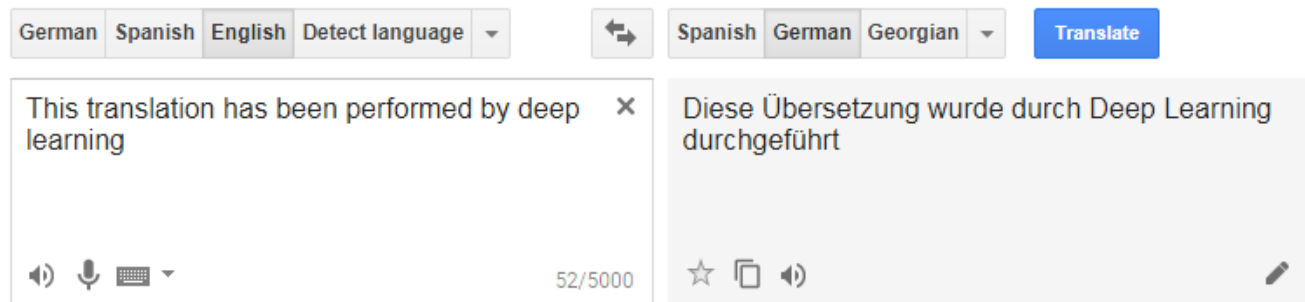 German Spanish English Detect language
Spanish German Georgian
Translate
This translation has been performed by deep
learning
52/5000
Diese Übersetzung wurde durch Deep Learning
durchgeführt